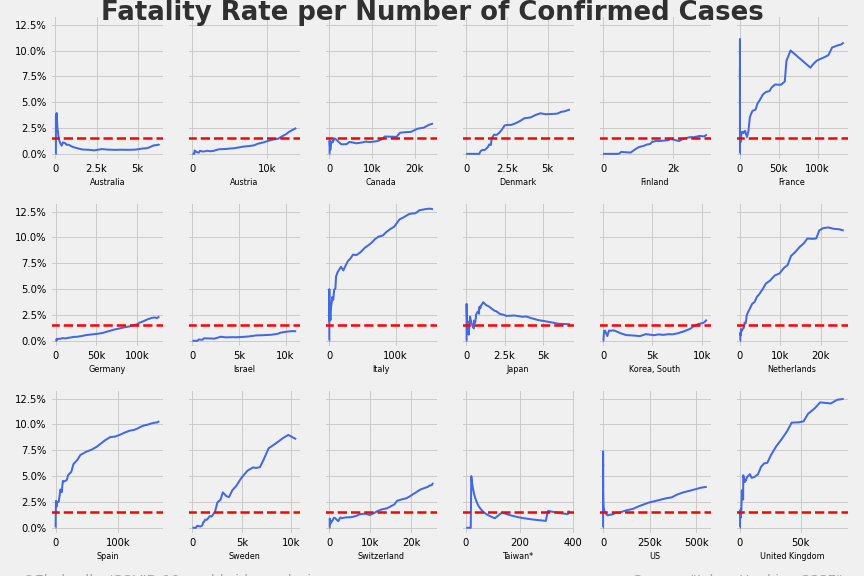 Fatality Rate per Number of Confirmed Cases
12.5%
10.0%
7.5%
5.0%
2.5%
0.0%
0 2.5k 5k 0 10k 0 10k 20k 0 2.5k 5k 0 2k 0 50k 100k
Australia Austria Canada Denmark Finland France
12.5%
10.0%
7.5%
5.0%
2.5%
0.0%
0 50k 100k 0 5k 10k 0 100k 0 2.5k 5k 0 5k 10k 0 10k 20k
Germany Israel Italy Japan Korea, South Netherlands
12.5%
10.0%
7.5%
5.0%
2.5%
0.0%
0 100k 0 5k 10k 0 10k 20k 0 200 400 0 250k 500k 0 50k
Spain Sweden Switzerland Taiwan* US United Kingdom